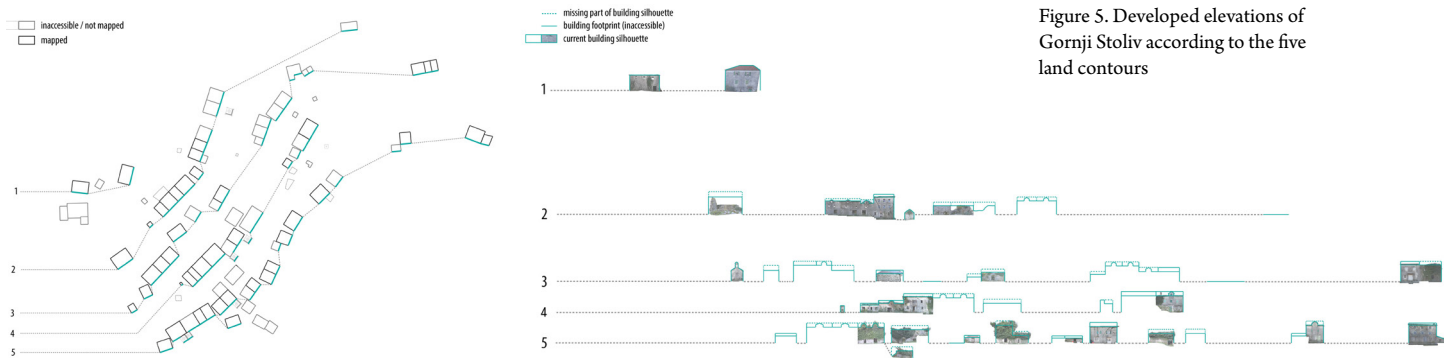 inaccessible / not mapped
mapped
1
2
3
4
5
missing part of building silhouette
building footprint (inaccessible)
current building silhouette
1
2
3
4
5
Figure 5. Developed elevations of
Gornji Stoliv according to the five
land contours